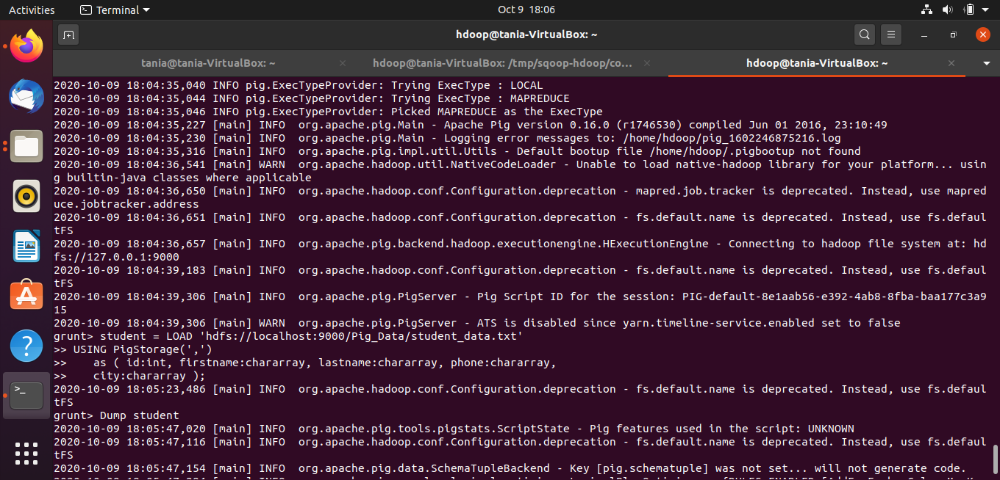 Activities
Terminal
Oct 9 18:06
hdoop@tania-VirtualBox: ~
tania@tania-VirtualBox: ~
hdoop@tania-VirtualBox: /tmp/sqoop-hdoop/co...
hdoop@tania-VirtualBox: ~
2020-10-09 18:04:35,040 INFO pig.ExecTypeProvider: Trying ExecType : LOCAL
2020-10-09 18:04:35,044 INFO pig.ExecTypeProvider: Trying ExecType : MAPREDUCE
2020-10-09 18:04:35,046 INFO pig.ExecTypeProvider: Picked MAPREDUCE as the ExecType
2020-10-09 18:04:35,227 [main] INFO  org.apache.pig.Main - Apache Pig version 0.16.0 (r1746530) compiled Jun 01 2016, 23:10:49
2020-10-09 18:04:35,230 [main] INFO  org.apache.pig.Main - Logging error messages to: /home/hdoop/pig_1602246875216.log
2020-10-09 18:04:35,316 [main] INFO  org.apache.pig.impl.util.Utils - Default bootup file /home/hdoop/.pigbootup not found
2020-10-09 18:04:36,541 [main] WARN  org.apache.hadoop.util.NativeCodeLoader - Unable to load native-hadoop library for your platform... usin
g builtin-java classes where applicable
2020-10-09 18:04:36,650 [main] INFO  org.apache.hadoop.conf.Configuration.deprecation - mapred.job.tracker is deprecated. Instead, use mapred
uce.jobtracker.address
2020-10-09 18:04:36,651 [main] INFO  org.apache.hadoop.conf.Configuration.deprecation - fs.default.name is deprecated. Instead, use fs.defaul
tFS
2020-10-09 18:04:36,657 [main] INFO  org.apache.pig.backend.hadoop.executionengine.HExecutionEngine - Connecting to hadoop file system at: hd
fs://127.0.0.1:9000
2020-10-09 18:04:39,183 [main] INFO  org.apache.hadoop.conf.Configuration.deprecation - fs.default.name is deprecated. Instead, use fs.defaul
tFS
2020-10-09 18:04:39,306 [main] INFO  org.apache.pig.PigServer - Pig Script ID for the session: PIG-default-8e1aab56-e392-4ab8-8fba-baa177c3a9
15
2020-10-09 18:04:39,306 [main] WARN  org.apache.pig.PigServer - ATS is disabled since yarn.timeline-service.enabled set to false
grunt> student = LOAD 'hdfs://localhost:9000/Pig_Data/student_data.txt'
>> USING PigStorage(',')
>>    as ( id:int, firstname:chararray, lastname:chararray, phone:chararray,
>>    city:chararray );
2020-10-09 18:05:23,486 [main] INFO  org.apache.hadoop.conf.Configuration.deprecation - fs.default.name is deprecated. Instead, use fs.defaul
tFS
grunt> Dump student
2020-10-09 18:05:47,020 [main] INFO  org.apache.pig.tools.pigstats.ScriptState - Pig features used in the script: UNKNOWN
2020-10-09 18:05:47,116 [main] INFO  org.apache.hadoop.conf.Configuration.deprecation - fs.default.name is deprecated. Instead, use fs.defaul
tFS
2020-10-09 18:05:47,154 [main] INFO  org.apache.pig.data.SchemaTupleBackend - Key [pig.schematuple] was not set... will not generate code.